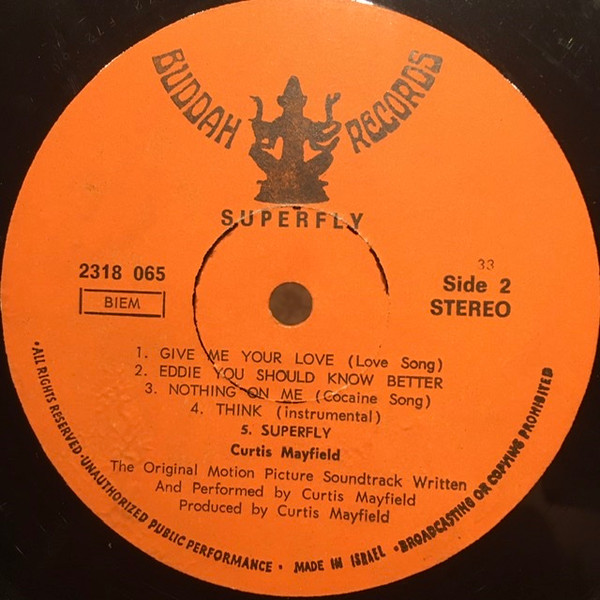 BUDDAH RECORDS
SUPERFLY
2318 065
BIEM
33
Side 2
STEREO
1. GIVE ME YOUR LOVE (Love Song)
2. EDDIE YOU SHOULD KNOW BETTER
3. NOTHING ON ME (Cocaine Song)
4. THINK (instrumental)
5. SUPERFLY
Curtis Mayfield
The Original Motion Picture Soundtrack Written
And Performed by Curtis Mayfield
Produced by Curtis Mayfield
•ALL RIGHTS RESERVED•UNAUTHORIZED PUBLIC PERFORMANCE• MADE IN ISRAEL •BROADCASTING OR COPYING PROHIBITED